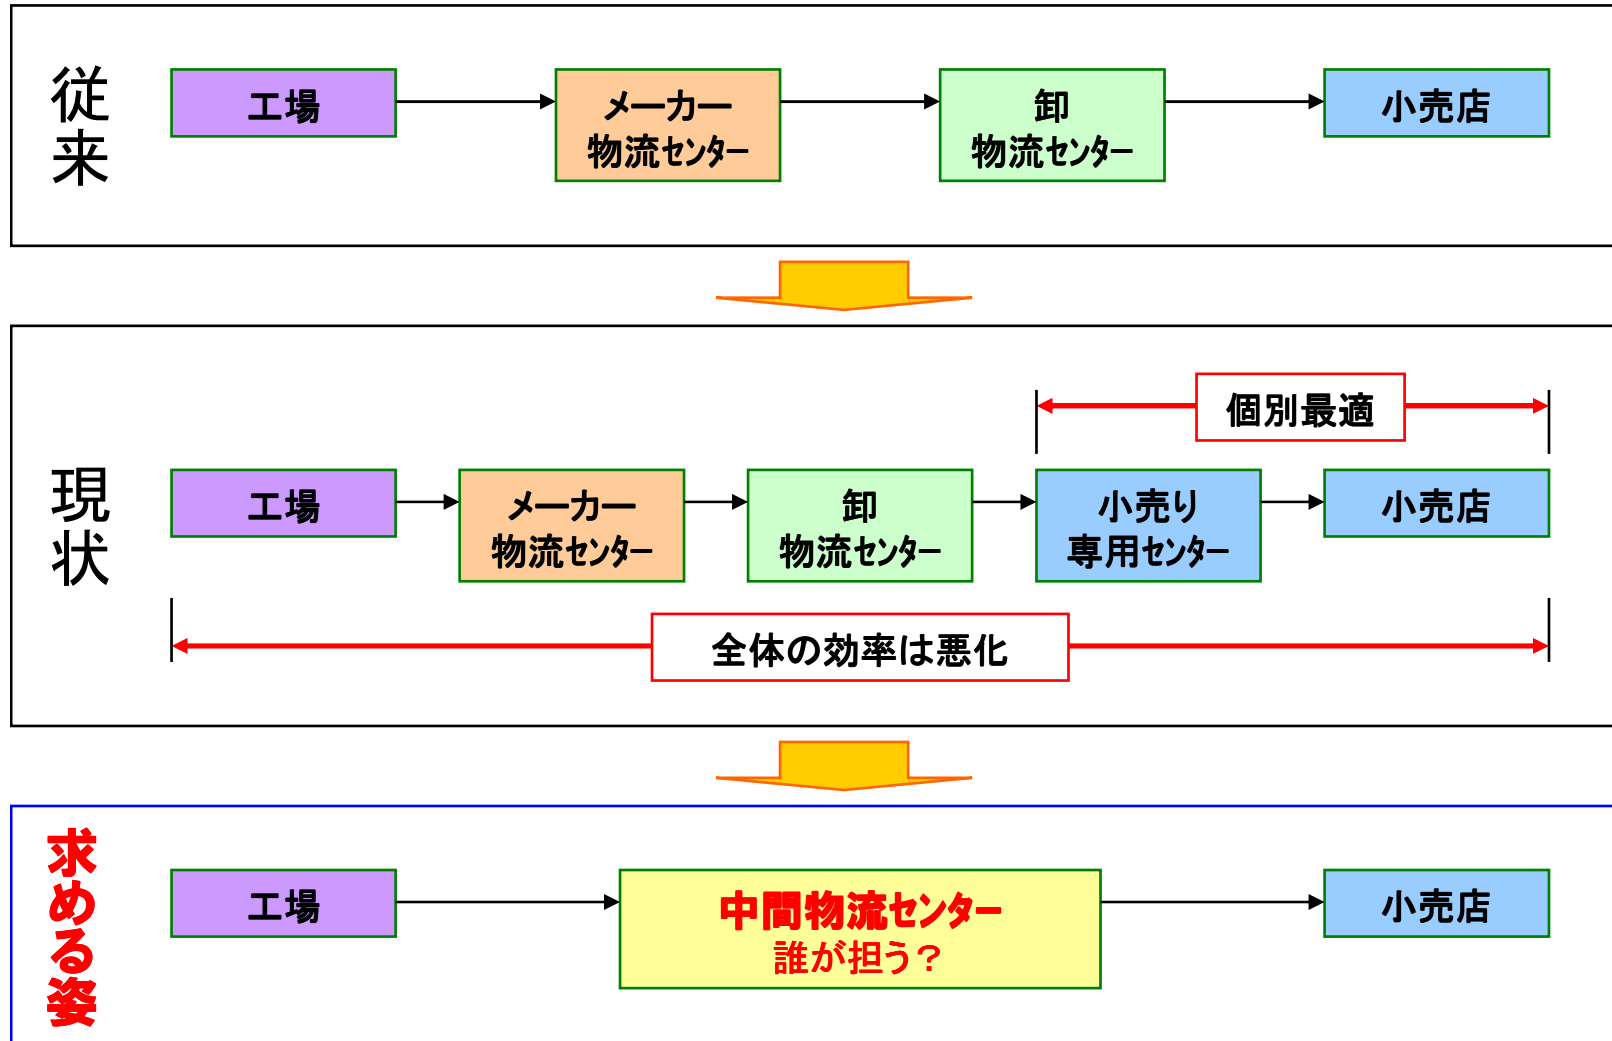 従来
工場
メーカー
物流センター
卸
物流センター
小売店
個別最適
現状
工場
メーカー
物流センター
卸
物流センター
小売り
専用センター
小売店
全体の効率は悪化
求める姿
工場
中間物流センター
誰が担う？
小売店